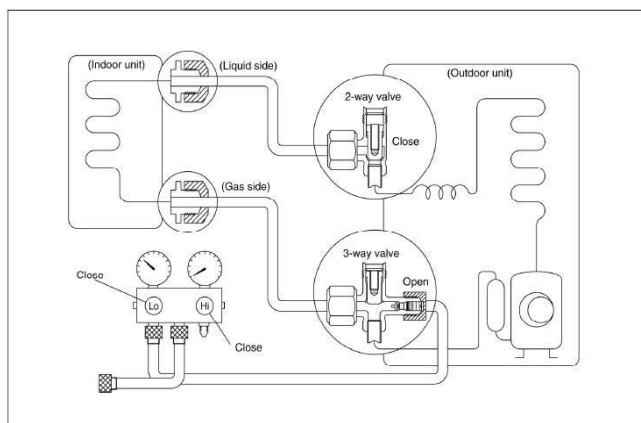 (Indoor unit)
(Liquid side)
(Outdoor unit)
2-way valve
Close
(Gas side)
3-way valve
Open
Close
Lo
Hi
Close